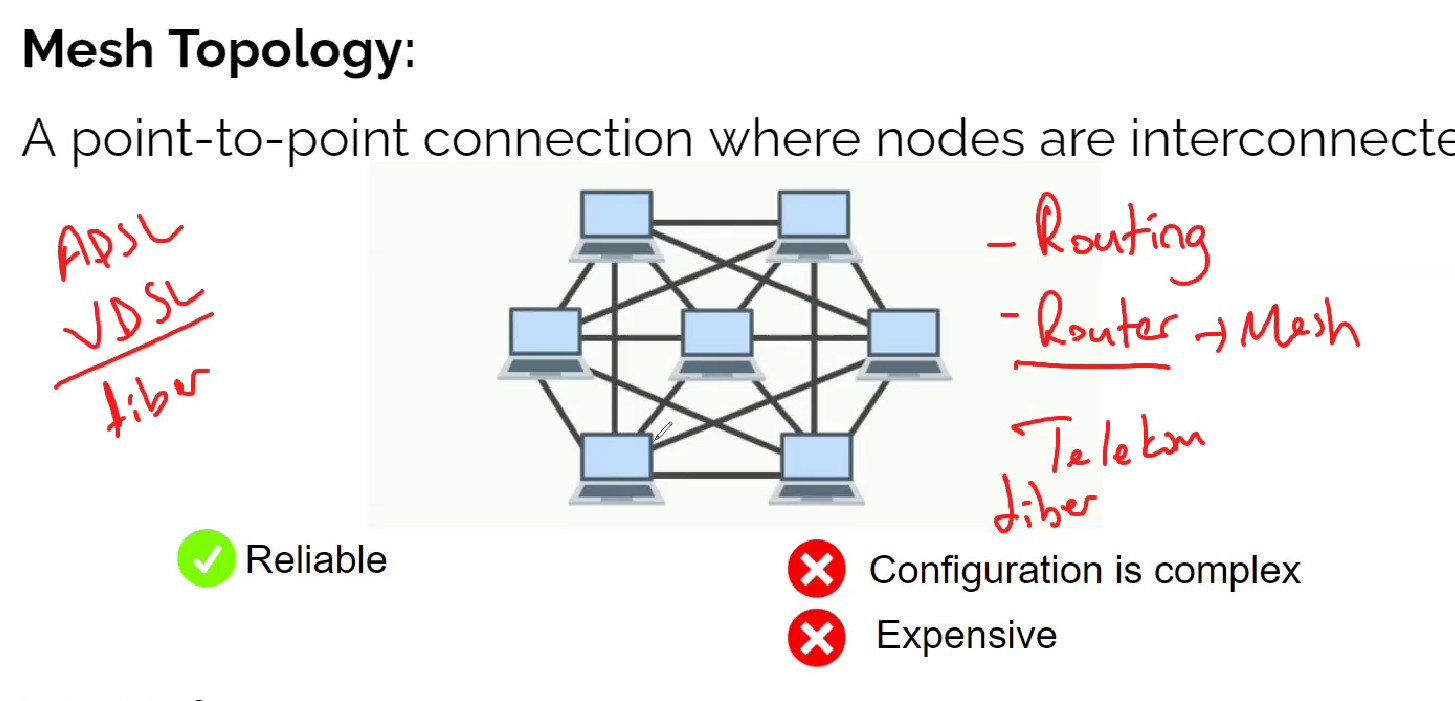 Mesh Topology:
A point-to-point connection where nodes are interconnecte
ADSL
VDSL
fiber
- Routing
- Router → Mesh
Telekom
fiber
Reliable
Configuration is complex
Expensive